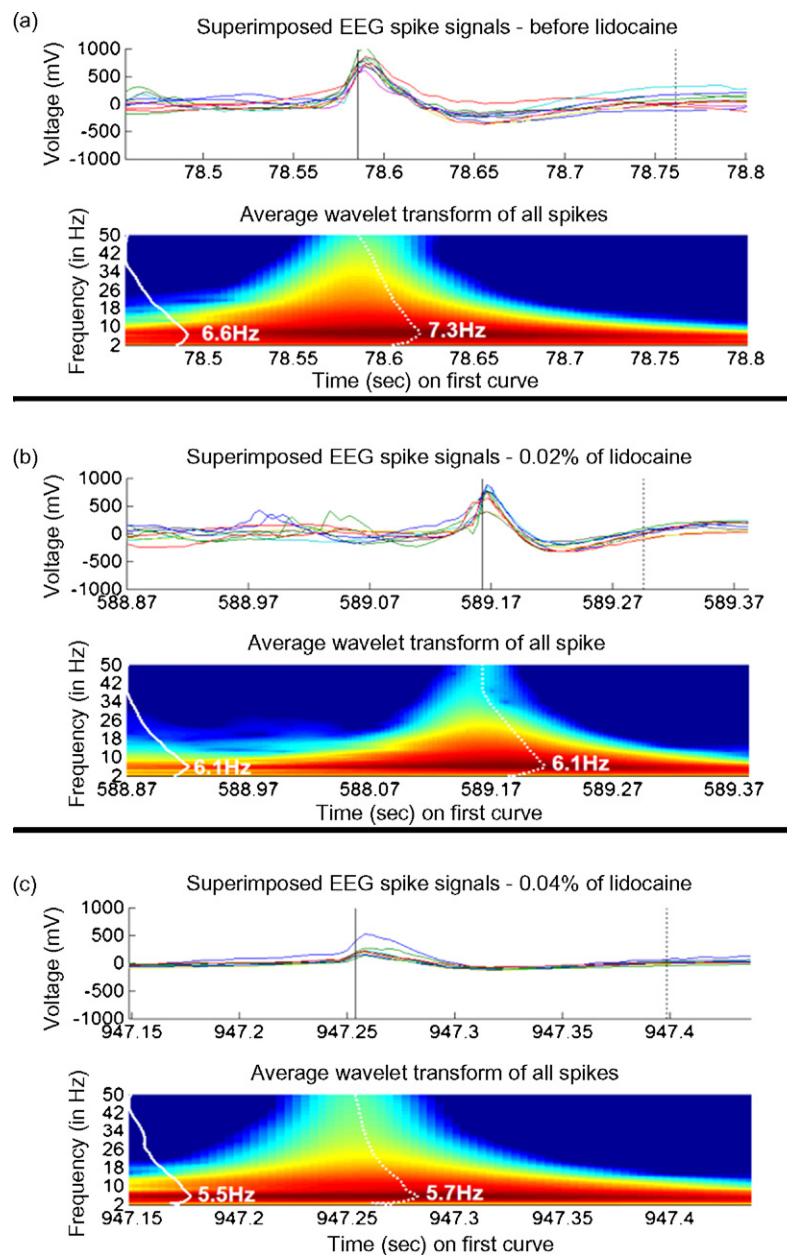 (a)
Superimposed EEG spike signals - before lidocaine
Voltage (mV)
1000
500
0
-500
-1000
78.5 78.55 78.6 78.65 78.7 78.75 78.8
Average wavelet transform of all spikes
Frequency (in Hz)
50
42
34
26
18
10
2
6.6Hz 7.3Hz
78.5 78.55 78.6 78.65 78.7 78.75 78.8
Time (sec) on first curve
(b)
Superimposed EEG spike signals - 0.02% of lidocaine
Voltage (mV)
1000
500
0
-500
-1000
588.87 588.97 589.07 589.17 589.27 589.37
Average wavelet transform of all spike
Frequency (in Hz)
50
42
34
26
18
10
2
6.1Hz 6.1Hz
588.87 588.97 588.07 589.17 589.27 589.37
Time (sec) on first curve
(c)
Superimposed EEG spike signals - 0.04% of lidocaine
Voltage (mV)
1000
500
0
-500
-1000
947.15 947.2 947.25 947.3 947.35 947.4
Average wavelet transform of all spikes
Frequency (in Hz)
50
42
34
26
18
10
2
5.5Hz 5.7Hz
947.15 947.2 947.25 947.3 947.35 947.4
Time (sec) on first curve